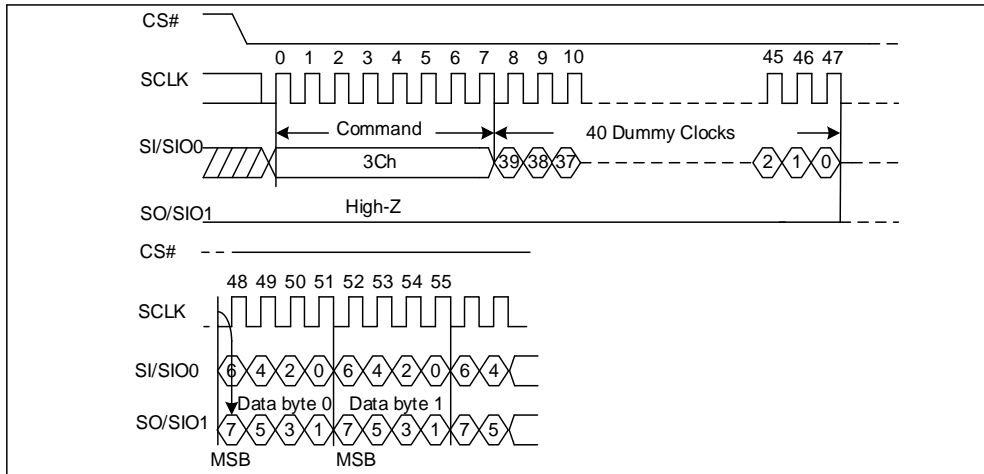 CS#
0 1 2 3 4 5 6 7 8 9 10 45 46 47
SCLK
Command 40 Dummy Clocks
SI/SIO0 3Ch 39 38 37 2 1 0
High-Z
SO/SIO1
CS#
48 49 50 51 52 53 54 55
SCLK
SI/SIO0 6 4 2 0 6 4 2 0 6 4
Data byte 0 Data byte 1
SO/SIO1 7 5 3 1 7 5 3 1 7 5
MSB MSB